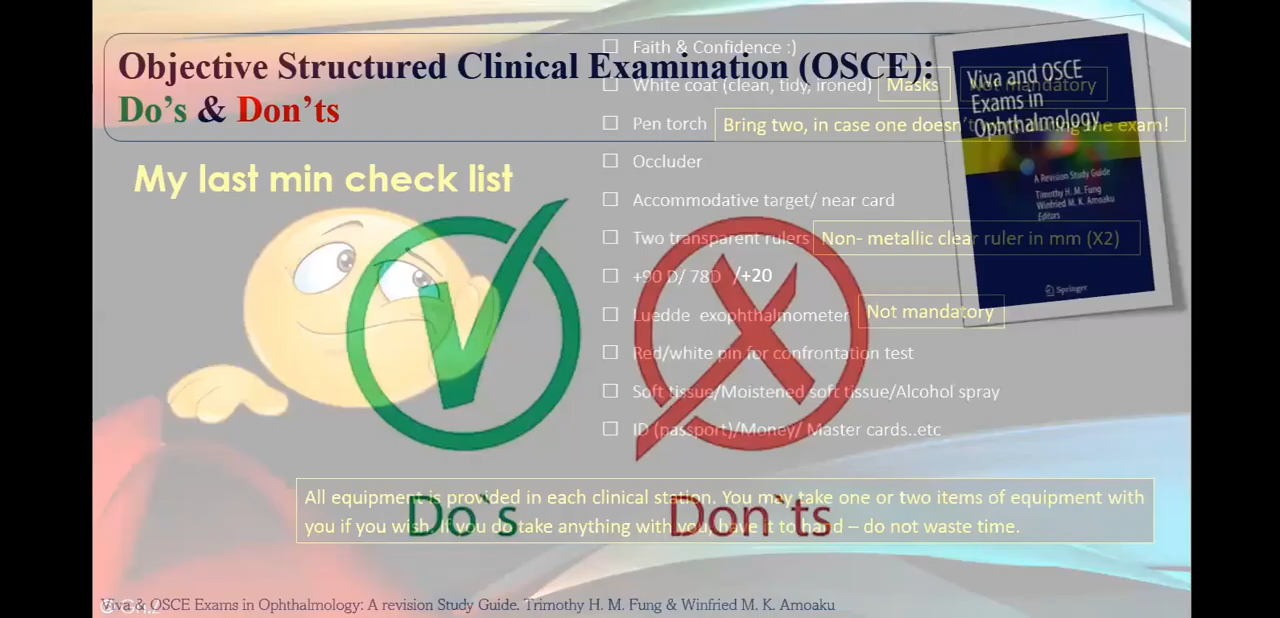 Objective Structured Clinical Examination (OSCE):
Do's & Don'ts
My last min check list
Faith & Confidence :)
White coat (clean, tidy, ironed) Masks Not mandatory
Pen torch Bring two, in case one doesn't the exam!
Occluder
Accommodative target/ near card
Two transparent rulers Non- metallic clear ruler in mm (X2)
+90 D/ 78D /+20
Luedde exophthalmometer Not mandatory
Red/white pin for confrontation test
Soft tissue/Moistened soft tissue/Alcohol spray
ID (passport)/Money/ Master cards..etc
Viva and OSCE
Exams in
Ophthalmology
A Revision Study Guide
Timothy H. M. Fung
Winfried M. K. Amoaku
Editors
Springer
All equipment is provided in each clinical station. You may take one or two items of equipment with
you if you wish. If you do take anything with you, have it to hand – do not waste time.
Do`s
Don`ts
Viva & OSCE Exams in Ophthalmology: A revision Study Guide. Trimothy H. M. Fung & Winfried M. K. Amoaku